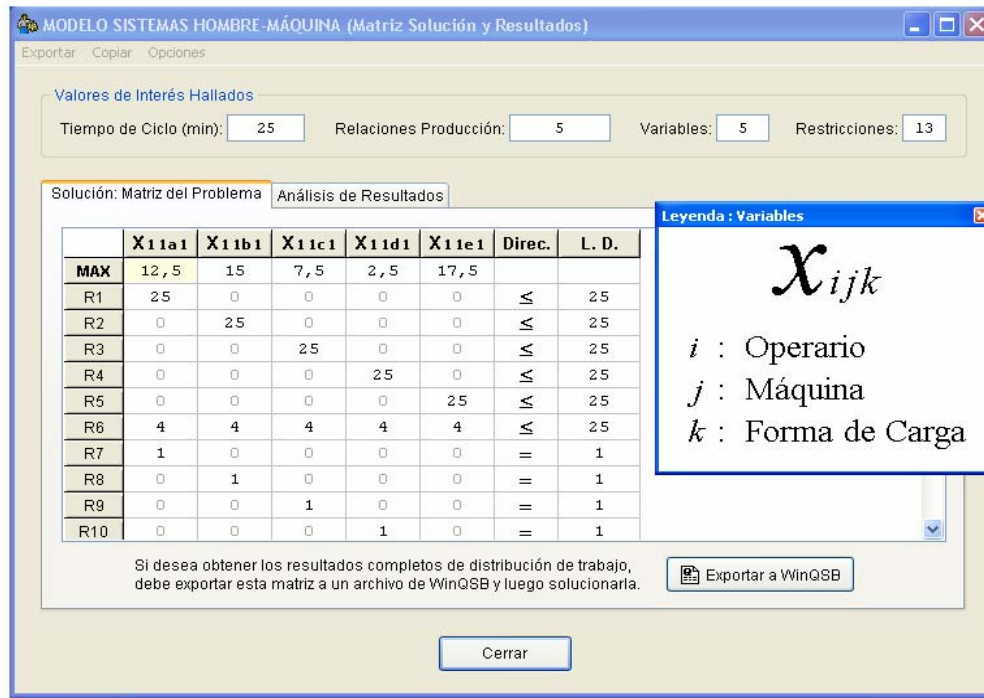 MODELO SISTEMAS HOMBRE-MÁQUINA (Matriz Solución y Resultados)
Exportar Copiar Opciones
Valores de Interés Hallados
Tiempo de Ciclo (min): 25 Relaciones Producción: 5 Variables: 5 Restricciones: 13
Solución: Matriz del Problema Análisis de Resultados
X11a1 X11b1 X11c1 X11d1 X11e1 Direc. L. D.
MAX 12,5 15 7,5 2,5 17,5
R1 25 0 0 0 0 ≤ 25
R2 0 25 0 0 0 ≤ 25
R3 0 0 25 0 0 ≤ 25
R4 0 0 0 25 0 ≤ 25
R5 0 0 0 0 25 ≤ 25
R6 4 4 4 4 4 ≤ 25
R7 1 0 0 0 0 = 1
R8 0 1 0 0 0 = 1
R9 0 0 1 0 0 = 1
R10 0 0 0 1 0 = 1
Leyenda : Variables
Xijk
i : Operario
j : Máquina
k : Forma de Carga
Si desea obtener los resultados completos de distribución de trabajo,
debe exportar esta matriz a un archivo de WinQSB y luego solucionarla.
Exportar a WinQSB
Cerrar